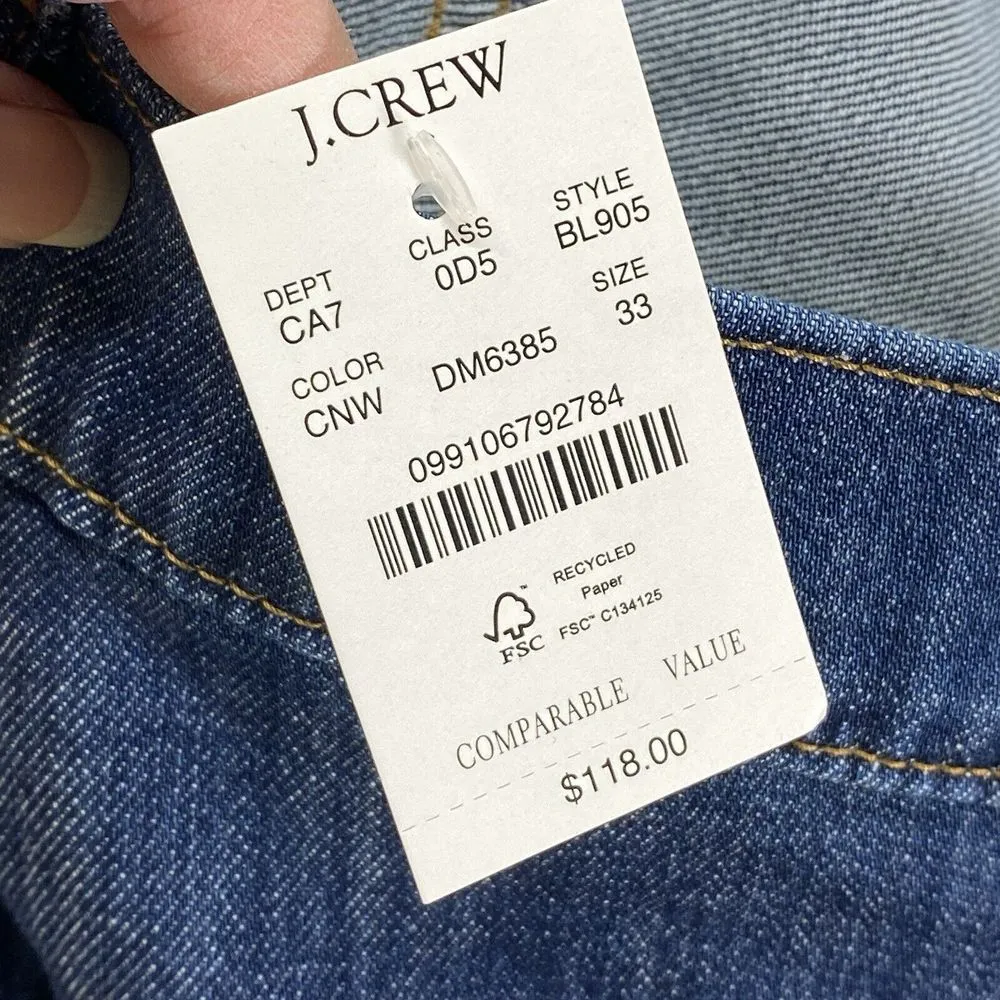 J.CREW
DEPT CLASS STYLE
CA7 0D5 BL905
COLOR SIZE
CNW DM6385 33
099106792784
RECYCLED
Paper
FSC™ C134125
™
FSC
COMPARABLE VALUE
$118.00